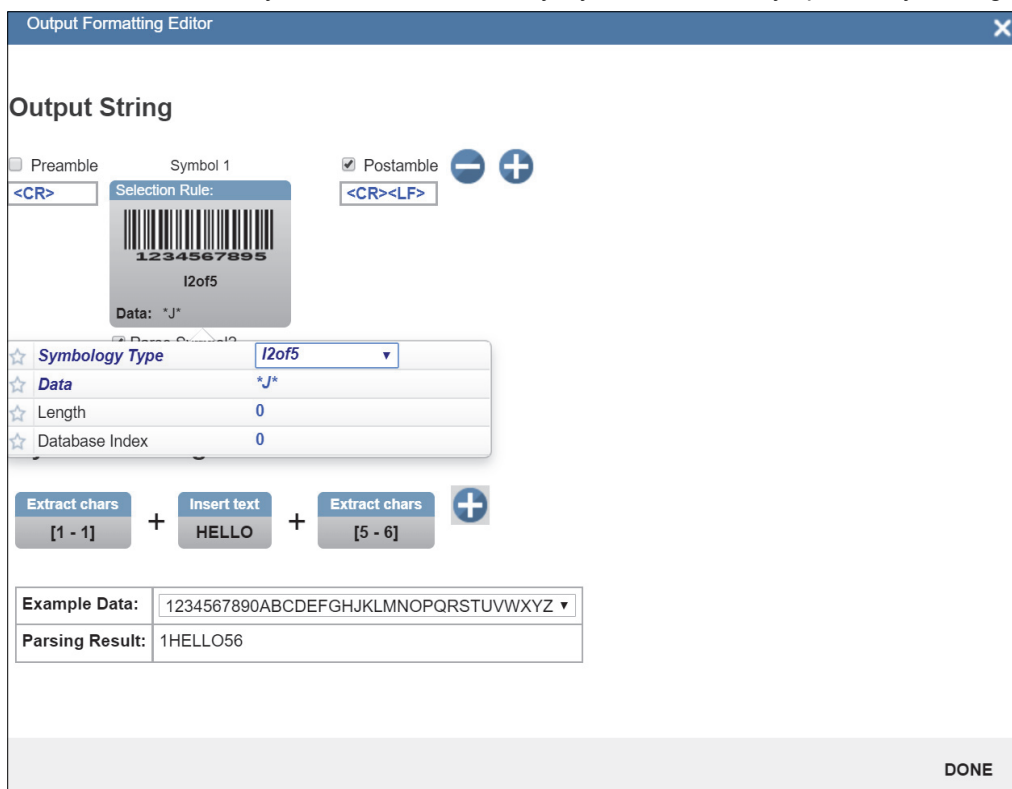 Output Formatting Editor
Output String
Preamble Symbol 1 Postamble
<CR> Selection Rule: <CR><LF>
1234567895
I2of5
Data: *J*
Symbology Type I2of5
Data *J*
Length 0
Database Index 0
Extract chars Insert text Extract chars
[1 - 1] + HELLO + [5 - 6]
Example Data: 1234567890ABCDEFGHJKLMNOPQRSTUVWXYZ
Parsing Result: 1HELLO56
DONE